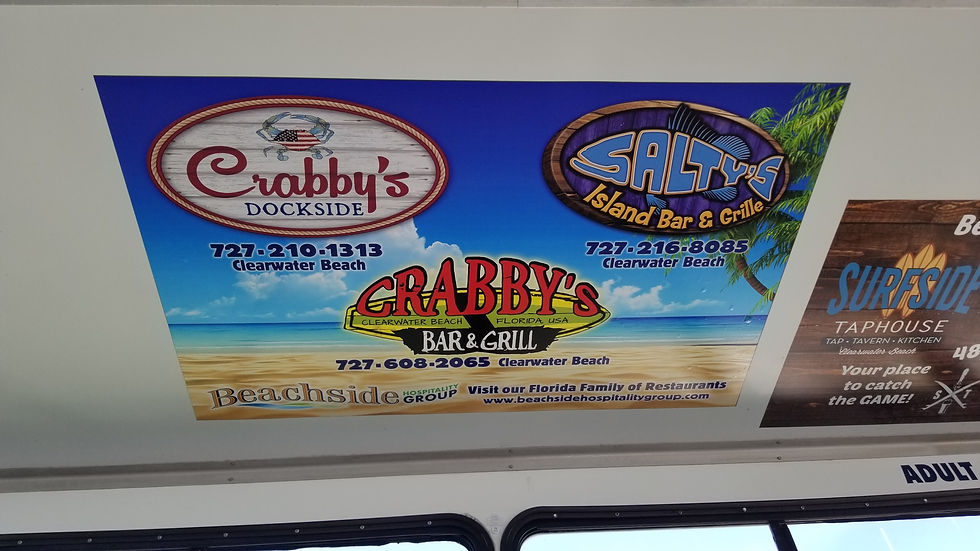 Crabby's
DOCKSIDE
727-210-1313
Clearwater Beach
SALTY'S
Island Bar & Grille
727-216-8085
Clearwater Beach
CRABBY'S
CLEARWATER BEACH FLORIDA, USA
BAR & GRILL
727-608-2065 Clearwater Beach
Beachside HOSPITALITY GROUP
Visit our Florida Family of Restaurants
www.beachsidehospitalitygroup.com
SURFSIDE
TAPHOUSE
TAP • TAVERN • KITCHEN
Clearwater Beach
48
Your place
to catch
the GAME!
S T
ADULT